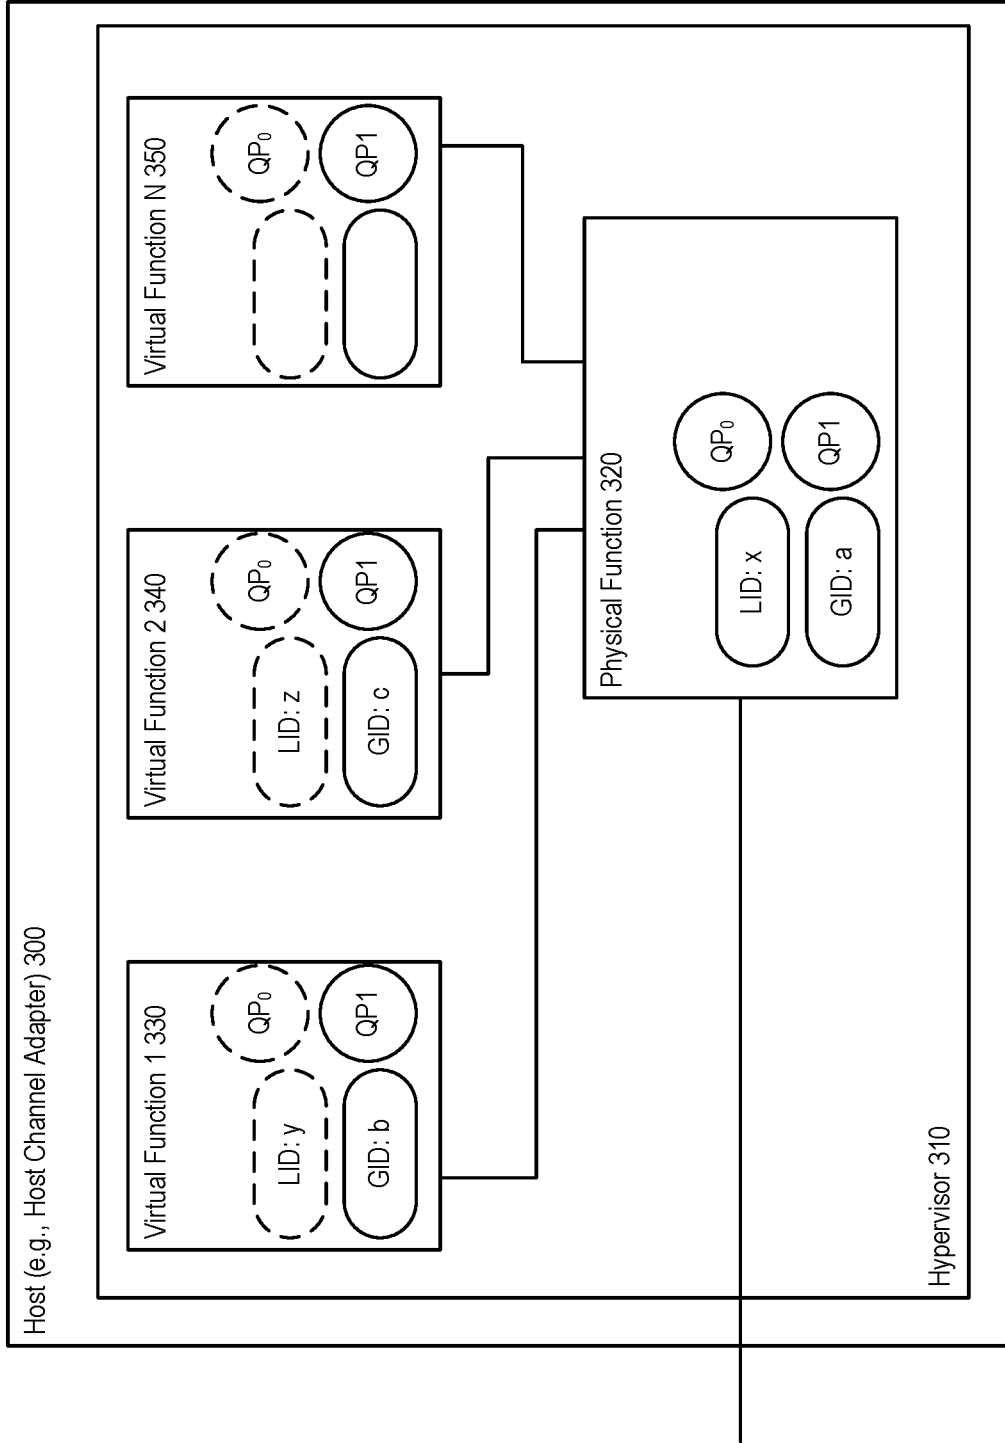 Host (e.g., Host Channel Adapter) 300
Virtual Function 1 330
LID: y
QP₀
GID: b
QP1
Virtual Function 2 340
LID: z
QP₀
GID: c
QP1
Virtual Function N 350
QP₀
QP1
Physical Function 320
LID: x
QP₀
GID: a
QP1
Hypervisor 310